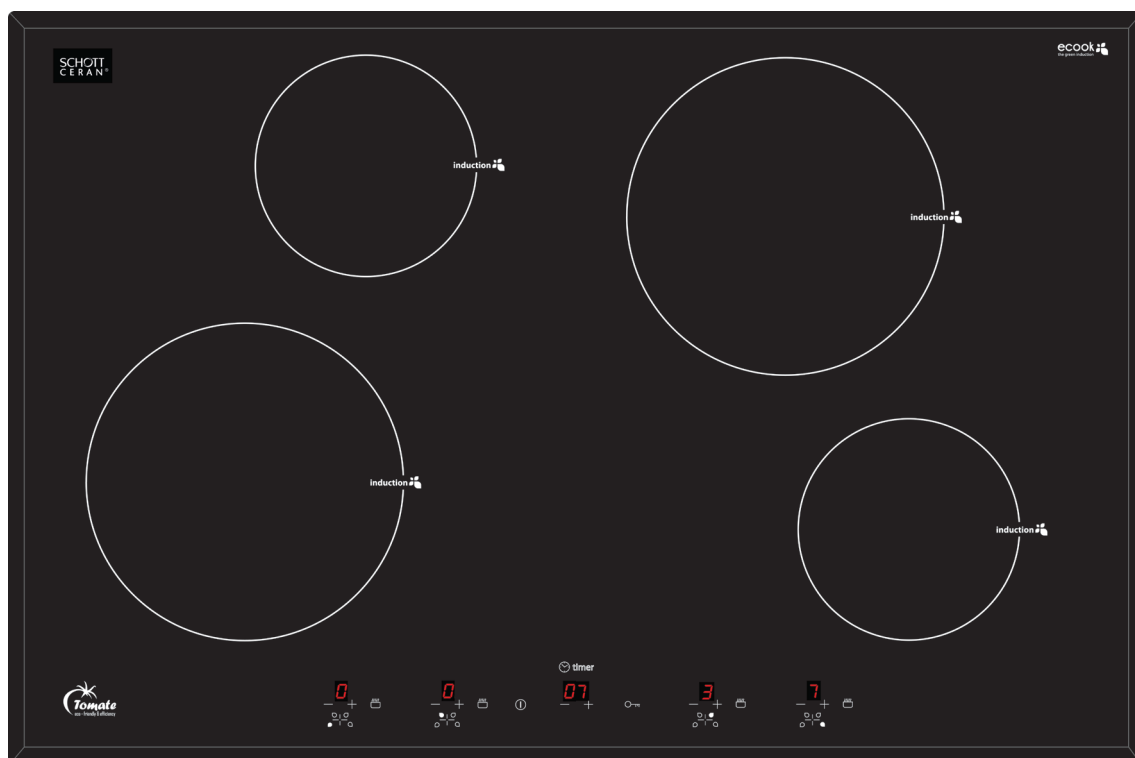 SCHOTT
CERAN®
ecook
the green induction
induction
induction
induction
induction
timer
0 0 07 3 7
Tomate
eco - friendly & efficiency